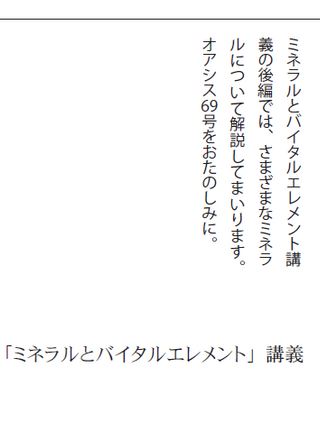 ミネラルとバイタルエレメント講
義の後編では、さまざまなミネラ
ルについて解説してまいります。
オアシス69号をおたのしみに。
「ミネラルとバイタルエレメント」講義